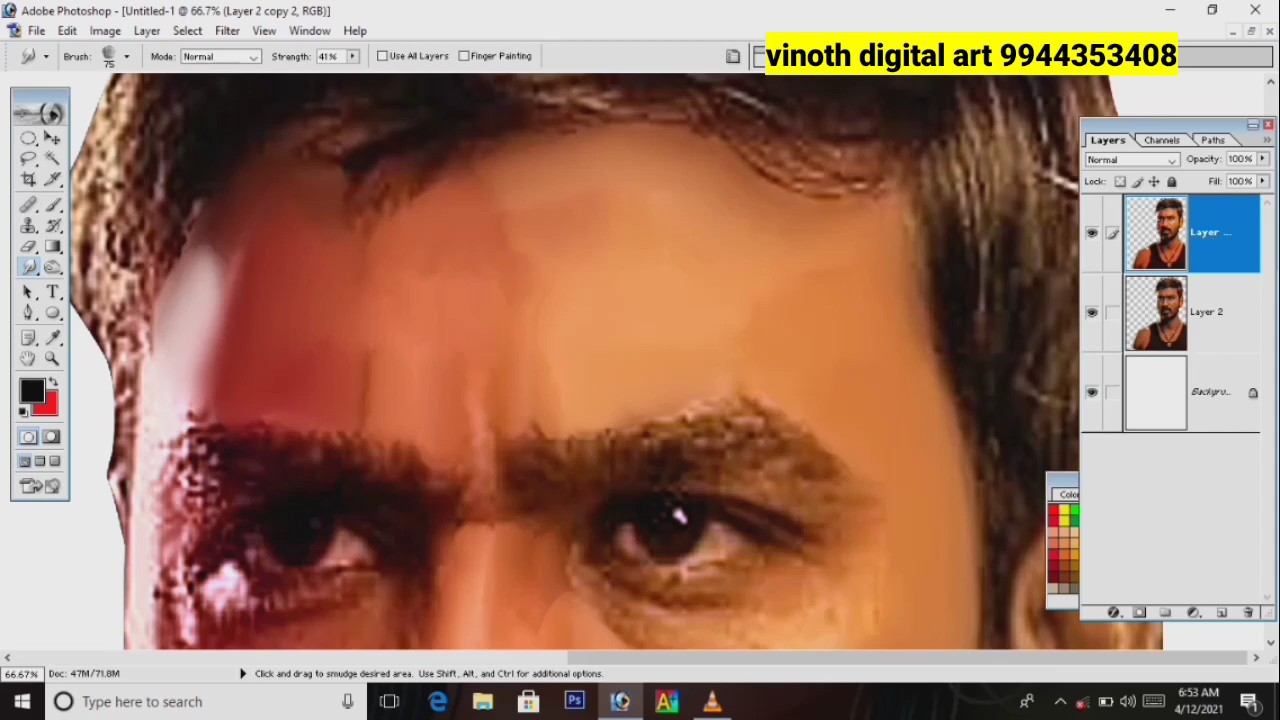 Adobe Photoshop - [Untitled-1 @ 66.7% (Layer 2 copy 2, RGB)]
File Edit Image Layer Select Filter View Window Help
Brush: 75 Mode: Normal Strength: 41% Use All Layers Finger Painting
vinoth digital art 9944353408
Layers Channels Paths
Normal Opacity: 100%
Lock: Fill: 100%
Layer ...
Layer 2
Backgrou...
Color
66.67% Doc: 47M/71.8M Click and drag to smudge desired area. Use Shift, Alt, and Ctrl for additional options.
Type here to search
6:53 AM
4/12/2021